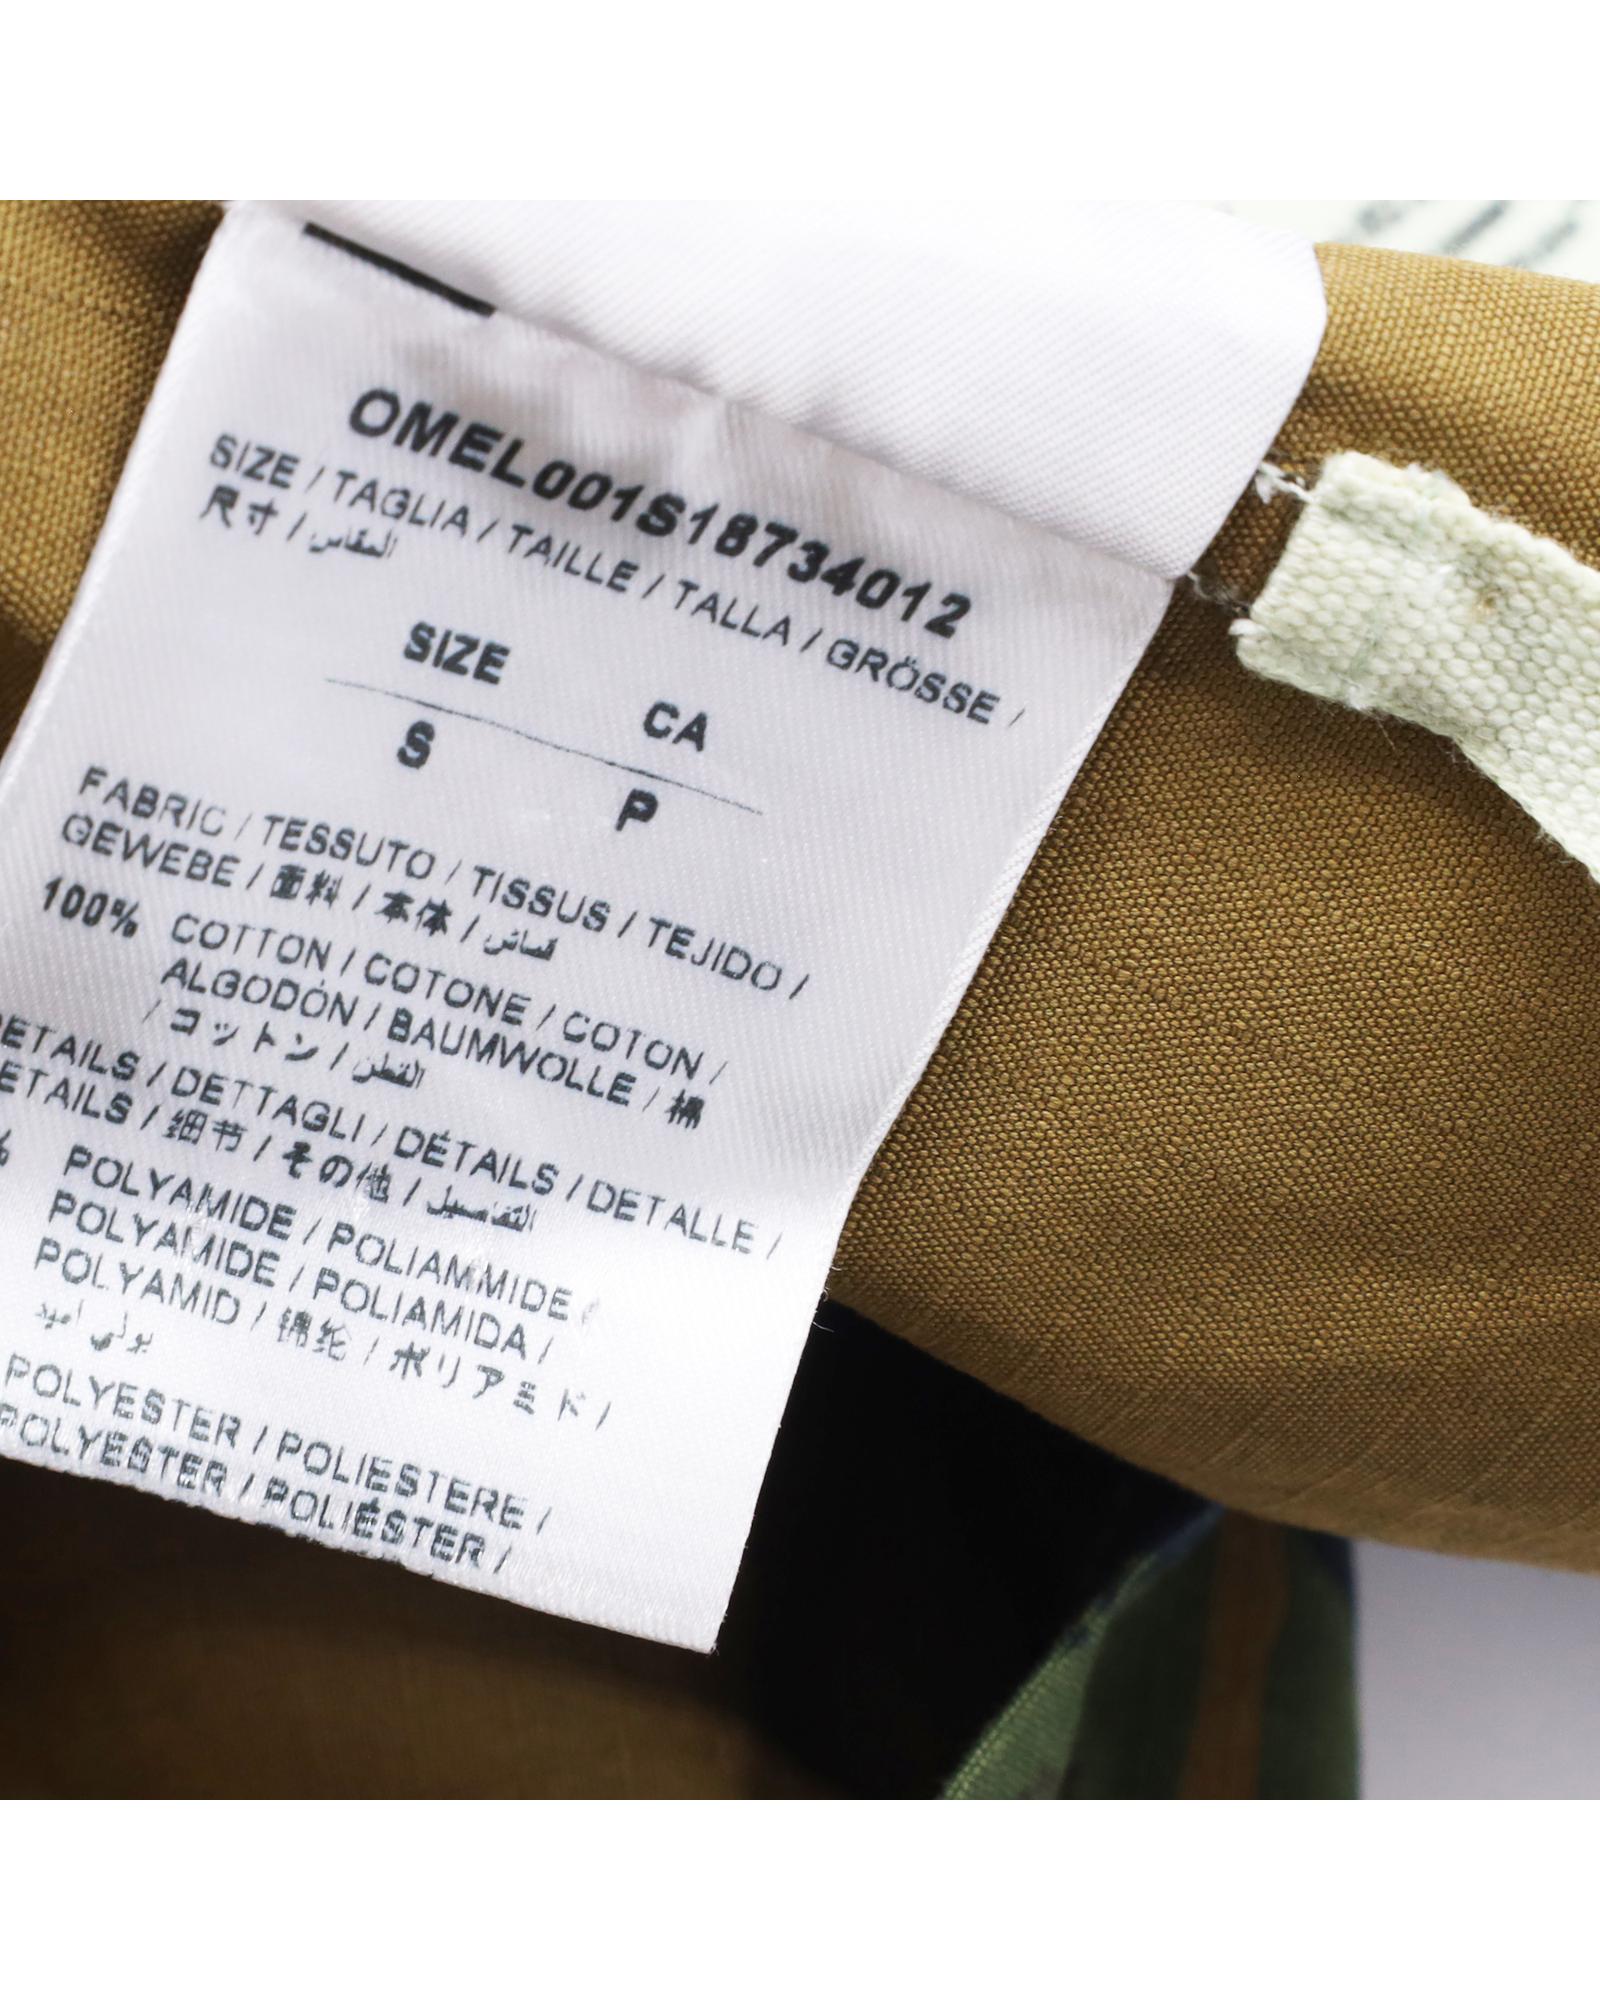 OMEL001S18734012
SIZE / TAGLIA / TAILLE / TALLA / GRÖSSE /
尺寸 / المقاس
SIZE CA
S P
FABRIC / TESSUTO / TISSUS / TEJIDO /
GEWEBE / 面料 / 本体 / قماش
100% COTTON / COTONE / COTON /
ALGODÓN / BAUMWOLLE / 棉
/ コットン / القطن
DETAILS / DETTAGLI / DÉTAILS / DETALLE /
DETAILS / 细节 / その他 / التفاصيل
% POLYAMIDE / POLIAMMIDE /
POLYAMIDE / POLIAMIDA /
POLYAMID / 锦纶 / ポリアミド /
بولي أميد
POLYESTER / POLIESTERE /
POLYESTER / POLIÉSTER /